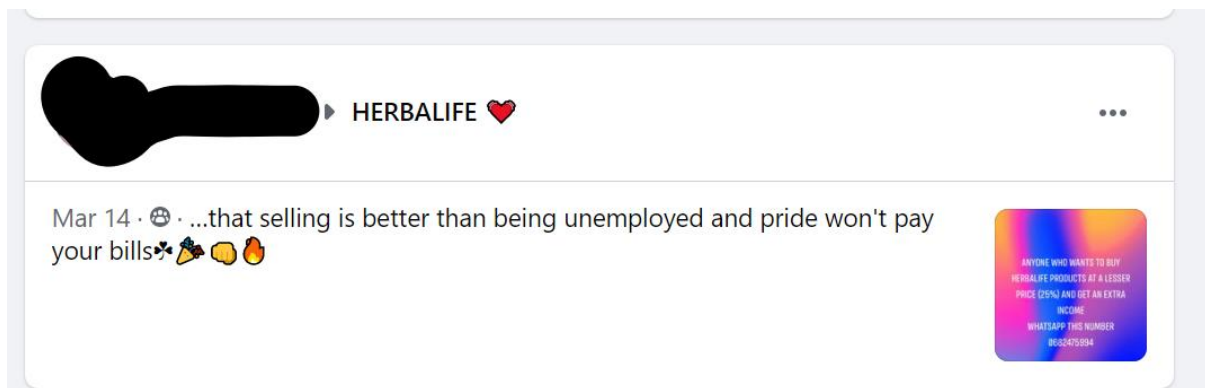 HERBALIFE ❤️
Mar 14 · ...that selling is better than being unemployed and pride won't pay
your bills☘🎉👊🔥
ANYONE WHO WANTS TO BUY
HERBALIFE PRODUCTS AT A LESSER
PRICE (25%) AND GET AN EXTRA
INCOME
WHATSAPP THIS NUMBER
0682475994